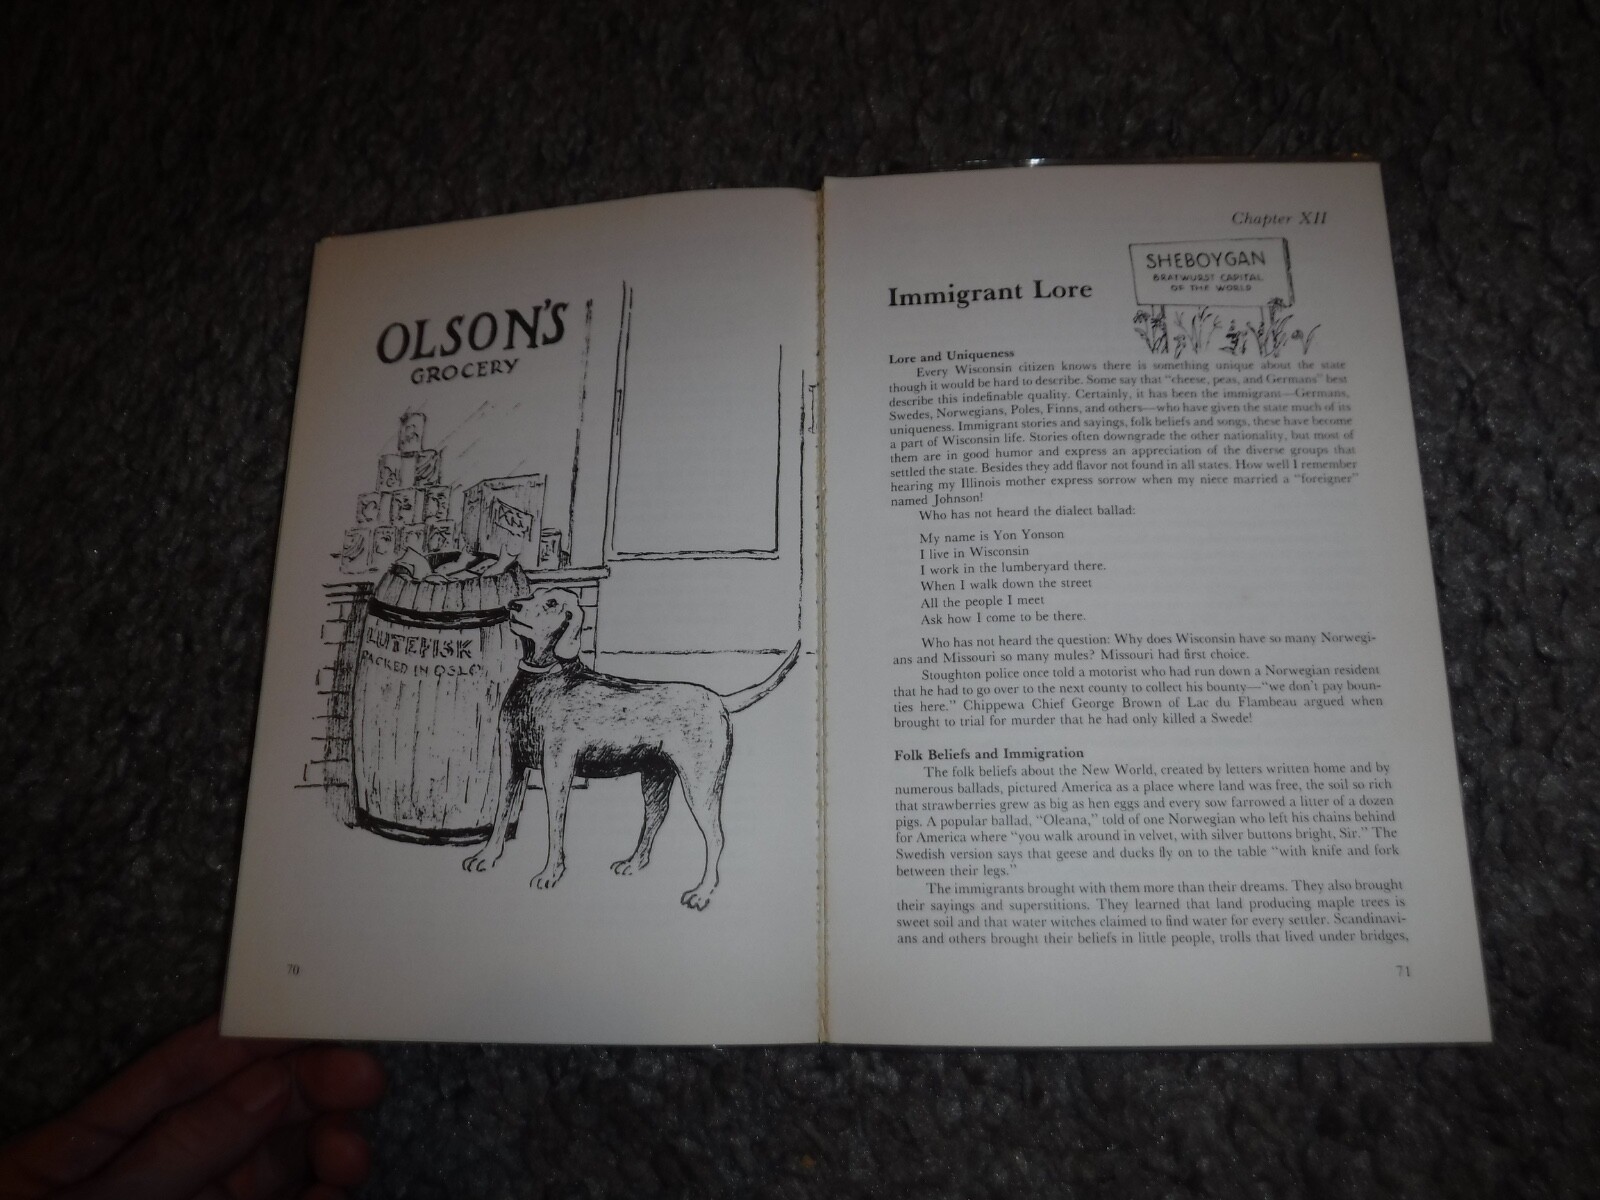 OLSON'S
GROCERY
LUTEFISK
PACKED IN OSLO
70
Chapter XII
SHEBOYGAN
BRATWURST CAPITAL
OF THE WORLD
Immigrant Lore
Lore and Uniqueness
Every Wisconsin citizen knows there is something unique about the state
though it would be hard to describe. Some say that "cheese, peas, and Germans" best
describe this indefinable quality. Certainly, it has been the immigrant—Germans,
Swedes, Norwegians, Poles, Finns, and others—who have given the state much of its
uniqueness. Immigrant stories and sayings, folk beliefs and songs, these have become
a part of Wisconsin life. Stories often downgrade the other nationality, but most of
them are in good humor and express an appreciation of the diverse groups that
settled the state. Besides they add flavor not found in all states. How well I remember
hearing my Illinois mother express sorrow when my niece married a "foreigner"
named Johnson!
Who has not heard the dialect ballad:
My name is Yon Yonson
I live in Wisconsin
I work in the lumberyard there.
When I walk down the street
All the people I meet
Ask how I come to be there.
Who has not heard the question: Why does Wisconsin have so many Norwegi-
ans and Missouri so many mules? Missouri had first choice.
Stoughton police once told a motorist who had run down a Norwegian resident
that he had to go over to the next county to collect his bounty—"we don't pay boun-
ties here." Chippewa Chief George Brown of Lac du Flambeau argued when
brought to trial for murder that he had only killed a Swede!
Folk Beliefs and Immigration
The folk beliefs about the New World, created by letters written home and by
numerous ballads, pictured America as a place where land was free, the soil so rich
that strawberries grew as big as hen eggs and every sow farrowed a litter of a dozen
pigs. A popular ballad, "Oleana," told of one Norwegian who left his chains behind
for America where "you walk around in velvet, with silver buttons bright, Sir." The
Swedish version says that geese and ducks fly on to the table "with knife and fork
between their legs."
The immigrants brought with them more than their dreams. They also brought
their sayings and superstitions. They learned that land producing maple trees is
sweet soil and that water witches claimed to find water for every settler. Scandinavi-
ans and others brought their beliefs in little people, trolls that lived under bridges,
71